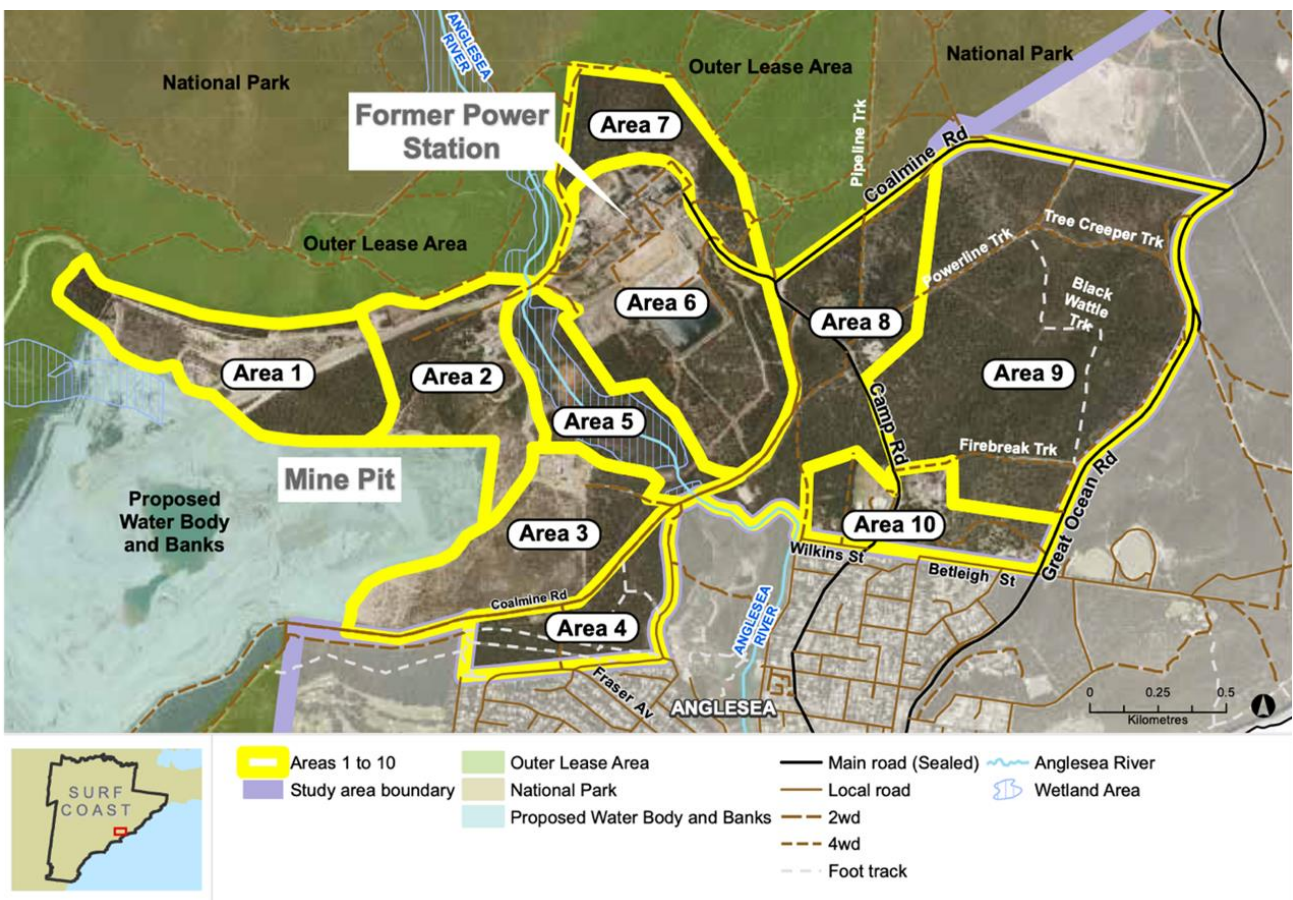 ANGLESEA
RIVER
National Park
Outer Lease Area
National Park
Former Power
Station
Area 7
Pipeline Trk
Coalmine Rd
Outer Lease Area
Powerline Trk
Tree Creeper Trk
Black
Wattle
Trk
Area 6
Area 8
Area 1
Area 2
Area 9
Area 5
Camp Rd
Firebreak Trk
Mine Pit
Proposed
Water Body
and Banks
Area 3
Area 10
Great Ocean Rd
Wilkins St
Betleigh St
Coalmine Rd
Area 4
ANGLESEA
RIVER
Fraser Av
ANGLESEA
0 0.25 0.5
Kilometres
SURF
COAST
Areas 1 to 10
Study area boundary
Outer Lease Area
National Park
Proposed Water Body and Banks
Main road (Sealed)
Local road
2wd
4wd
Foot track
Anglesea River
Wetland Area